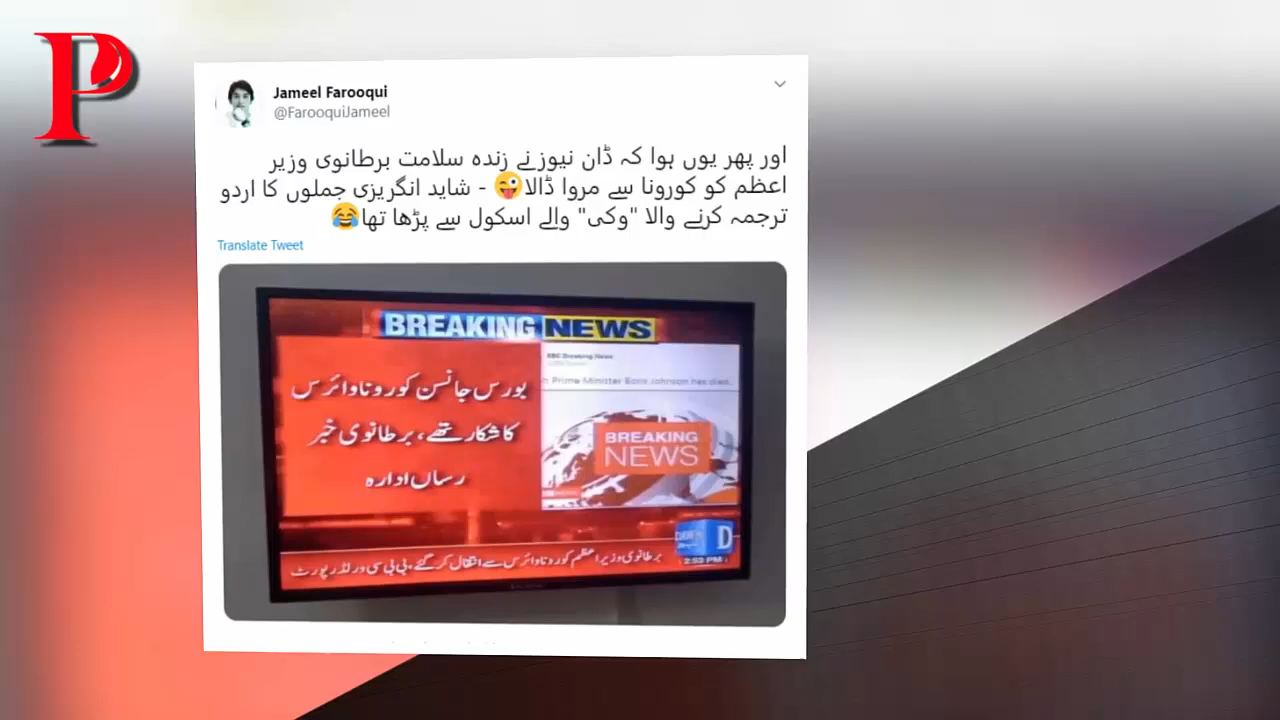 P
Jameel Farooqui
@FarooquiJameel
اور پھر یوں ہوا کہ ڈان نیوز نے زندہ سلامت برطانوی وزیر
اعظم کو کورونا سے مروا ڈالا😜 - شاید انگریزی جملوں کا اردو
ترجمہ کرنے والا "وکی" والے اسکول سے پڑھا تھا😂
Translate Tweet
BREAKING NEWS
بورس جانسن کورونا وائرس
کا شکار تھے، برطانوی خبر
رساں ادارہ
BBC Breaking News
h Prime Minister Boris Johnson has died.
BREAKING
NEWS
D
2:53 PM
برطانوی وزیراعظم کورونا وائرس سے انتقال کر گئے، بی بی سی ورلڈ رپورٹ